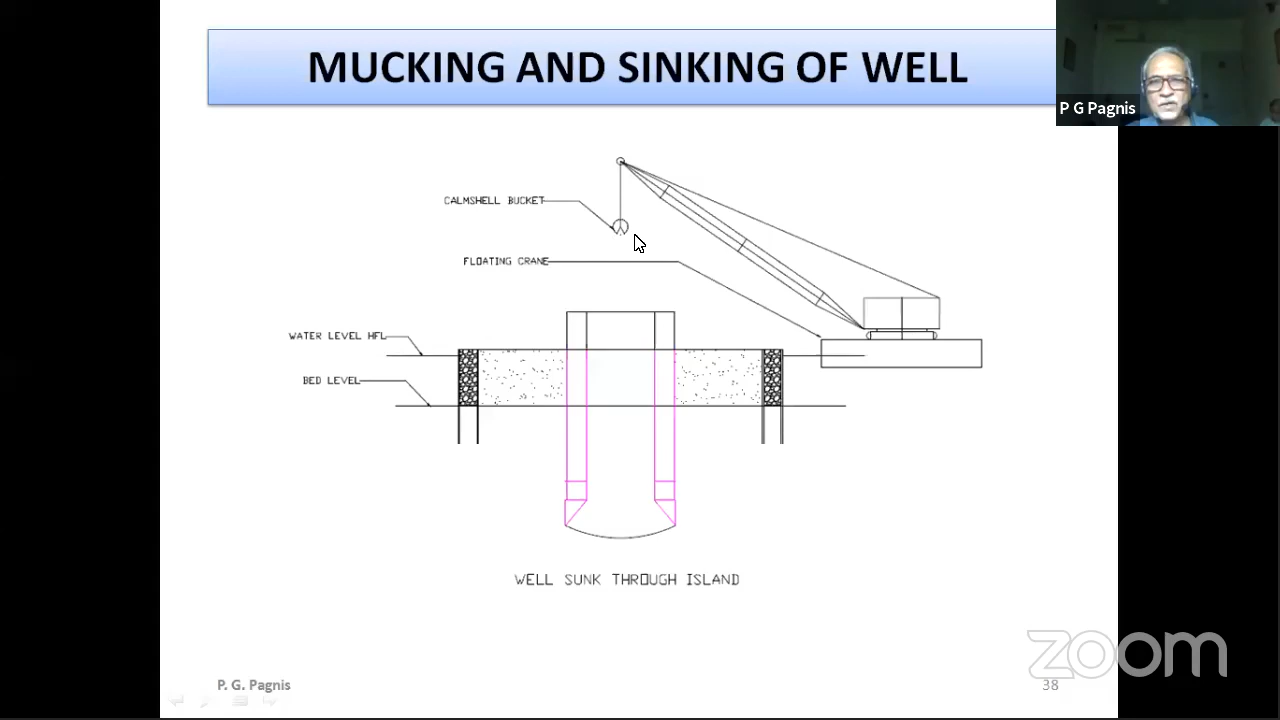 MUCKING AND SINKING OF WELL
P G Pagnis
CALMSHELL BUCKET
FLOATING CRANE
WATER LEVEL HFL
BED LEVEL
WELL SUNK THROUGH ISLAND
zoom
P. G. Pagnis
38